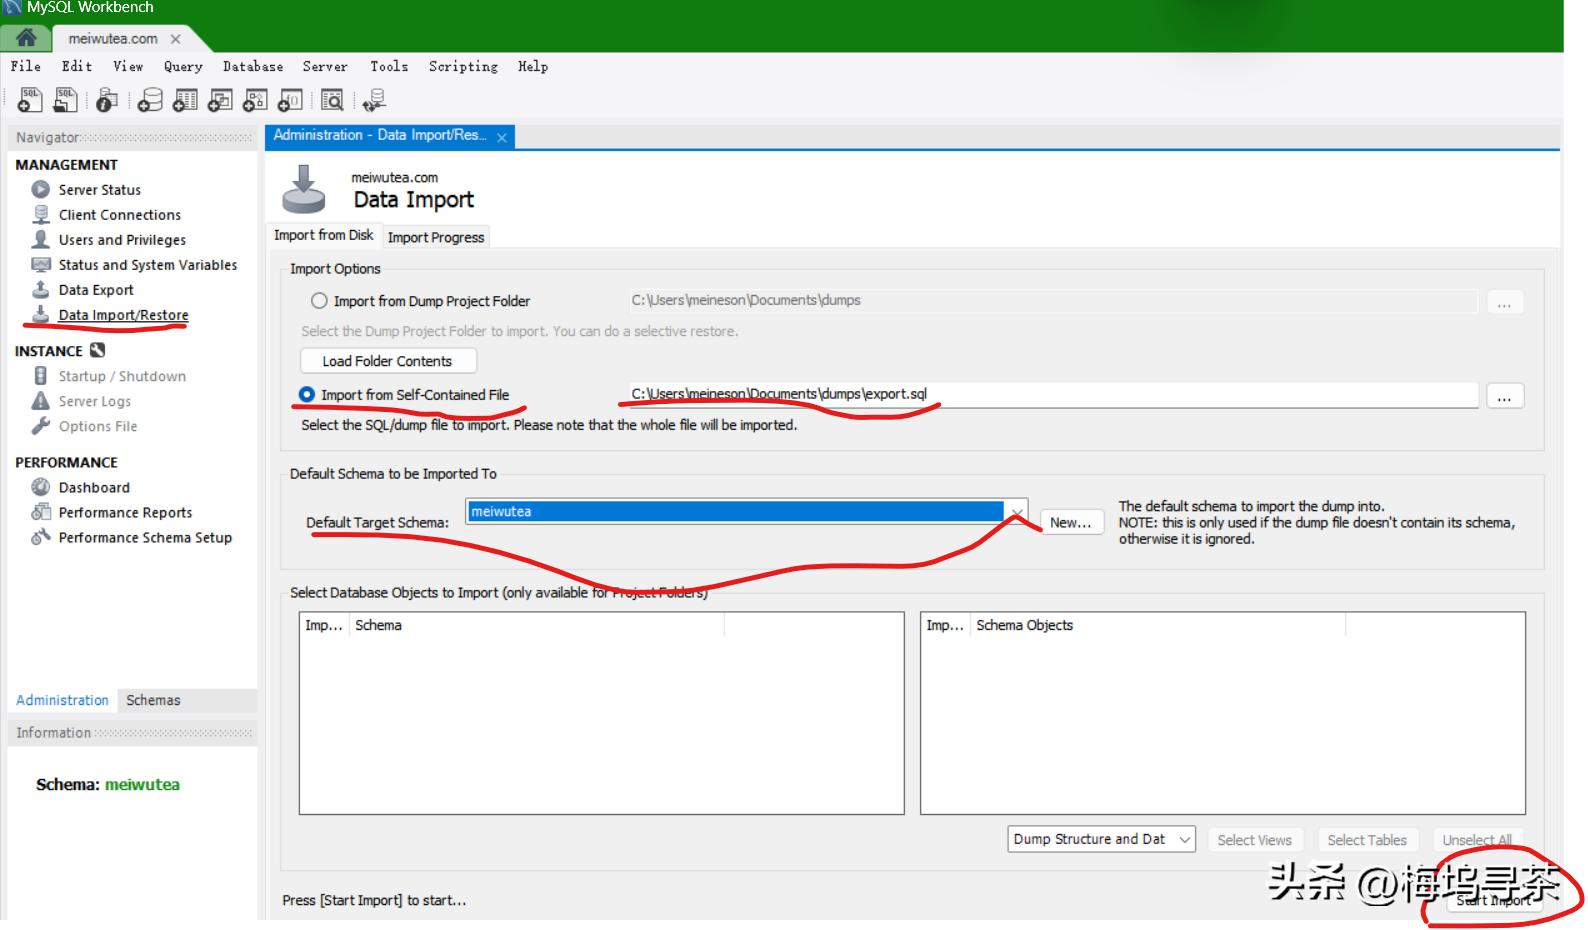 MySQL Workbench
meiwutea.com
File Edit View Query Database Server Tools Scripting Help
Navigator
MANAGEMENT
Server Status
Client Connections
Users and Privileges
Status and System Variables
Data Export
Data Import/Restore
INSTANCE
Startup / Shutdown
Server Logs
Options File
PERFORMANCE
Dashboard
Performance Reports
Performance Schema Setup
Administration Schemas
Information
Schema: meiwutea
Administration - Data Import/Res...
meiwutea.com
Data Import
Import from Disk Import Progress
Import Options
Import from Dump Project Folder C:\Users\meineson\Documents\dumps ...
Select the Dump Project Folder to import. You can do a selective restore.
Load Folder Contents
Import from Self-Contained File C:\Users\meineson\Documents\dumps\export.sql ...
Select the SQL/dump file to import. Please note that the whole file will be imported.
Default Schema to be Imported To
Default Target Schema: meiwutea New...
The default schema to import the dump into.
NOTE: this is only used if the dump file doesn't contain its schema,
otherwise it is ignored.
Select Database Objects to Import (only available for Project Folders)
Imp... Schema
Imp... Schema Objects
Dump Structure and Dat Select Views Select Tables Unselect All
头条 @梅坞寻茶
Press [Start Import] to start... Start Import